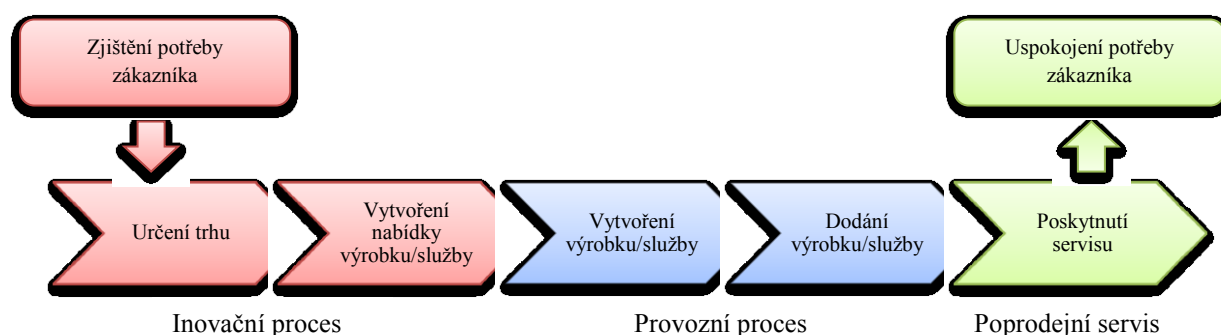 Zjištění potřeby
zákazníka
Uspokojení potřeby
zákazníka
Určení trhu
Vytvoření
nabídky
výrobku/služby
Vytvoření
výrobku/služby
Dodání
výrobku/služby
Poskytnutí
servisu
Inovační proces
Provozní proces
Poprodejní servis